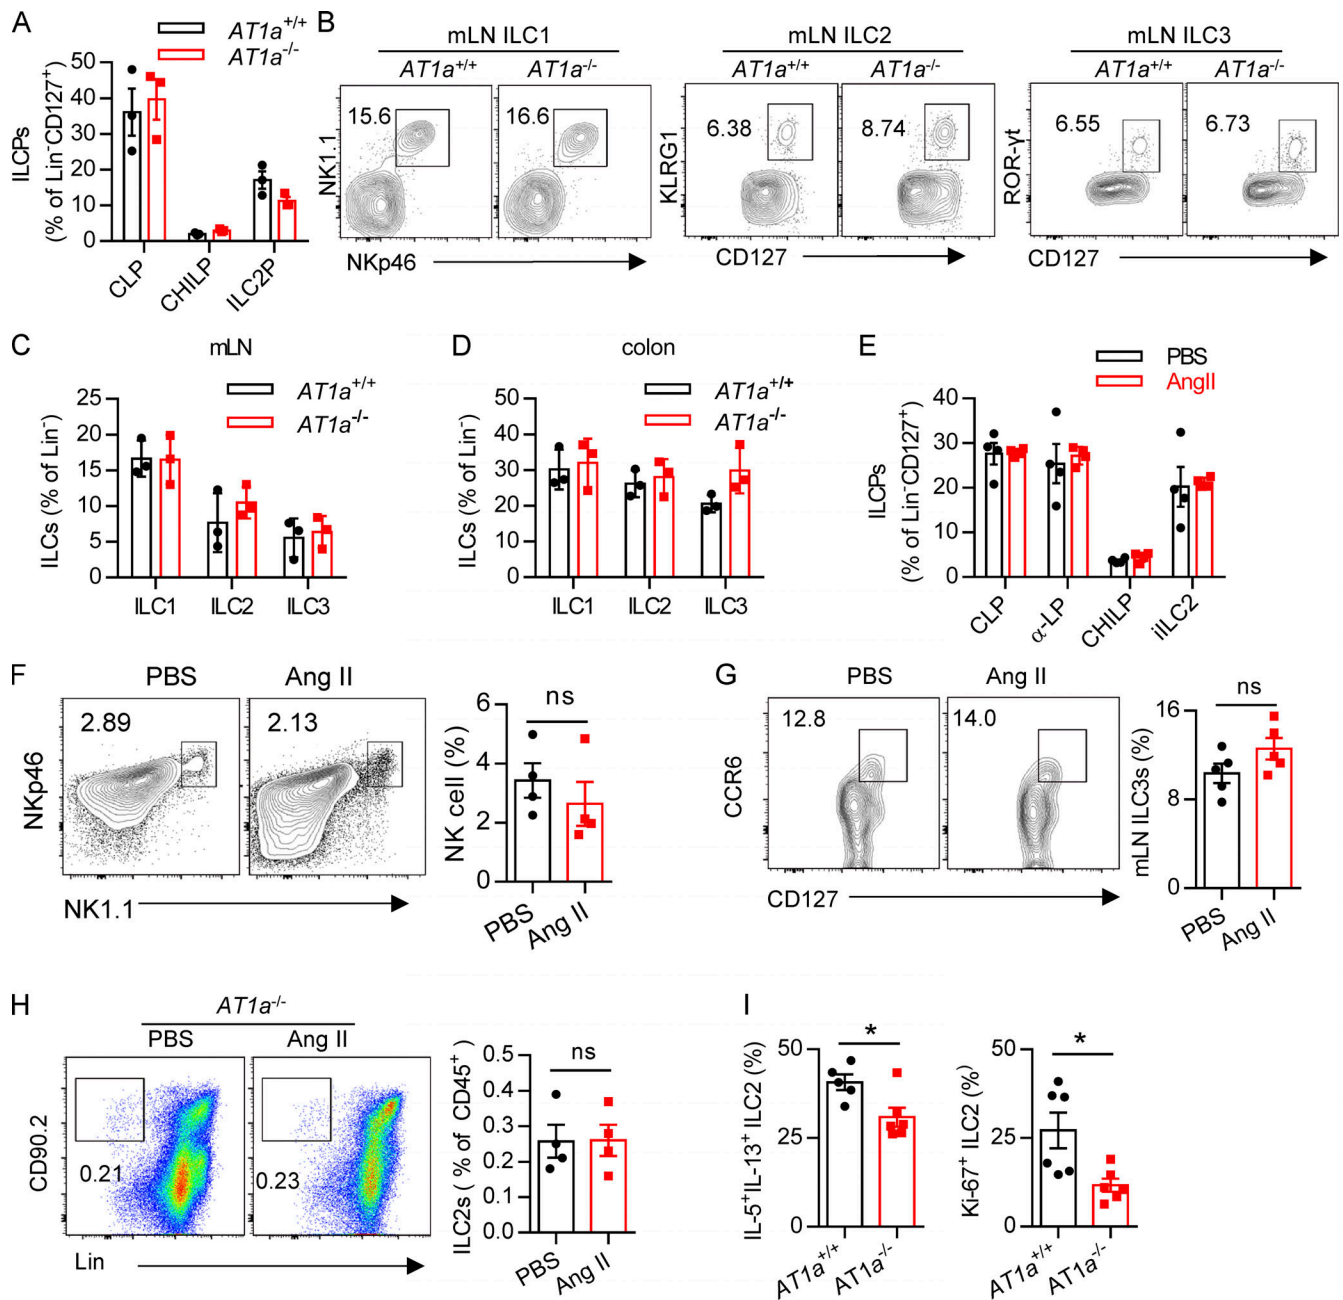 A
AT1a+/+
AT1a-/-
ILCPs
(% of Lin-CD127+)
50
40
30
20
10
0
CLP
CHILP
ILC2P
B
mLN ILC1
mLN ILC2
mLN ILC3
AT1a+/+
AT1a-/-
AT1a+/+
AT1a-/-
AT1a+/+
AT1a-/-
15.6
16.6
6.38
8.74
6.55
6.73
NK1.1
KLRG1
ROR-γt
NKp46
CD127
CD127
C
mLN
AT1a+/+
AT1a-/-
ILCs (% of Lin-)
25
20
15
10
5
0
ILC1
ILC2
ILC3
D
colon
AT1a+/+
AT1a-/-
ILCs (% of Lin-)
50
40
30
20
10
0
ILC1
ILC2
ILC3
E
PBS
AngII
ILCPs
(% of Lin-CD127+)
40
30
20
10
0
CLP
α-LP
CHILP
iILC2
F
PBS
Ang II
2.89
2.13
NKp46
NK1.1
NK cell (%)
6
4
2
0
ns
PBS
Ang II
G
PBS
Ang II
12.8
14.0
CCR6
CD127
mLN ILC3s (%)
16
8
0
ns
PBS
Ang II
H
AT1a-/-
PBS
Ang II
0.21
0.23
CD90.2
Lin
ILC2s ( % of CD45+ )
0.5
0.4
0.3
0.2
0.1
0.0
ns
PBS
Ang II
I
IL-5+IL-13+ ILC2 (%)
50
25
0
*
AT1a+/+
AT1a-/-
Ki-67+ ILC2 (%)
50
25
0
*
AT1a+/+
AT1a-/-